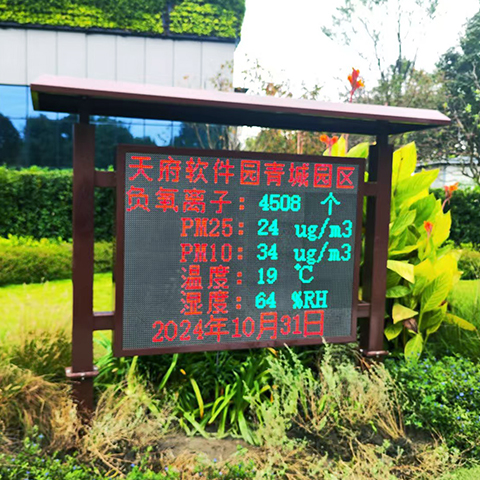 天府软件园青城园区
负氧离子：4508 个
PM25：24 ug/m3
PM10：34 ug/m3
温度：19 ℃
湿度：64 %RH
2024年10月31日